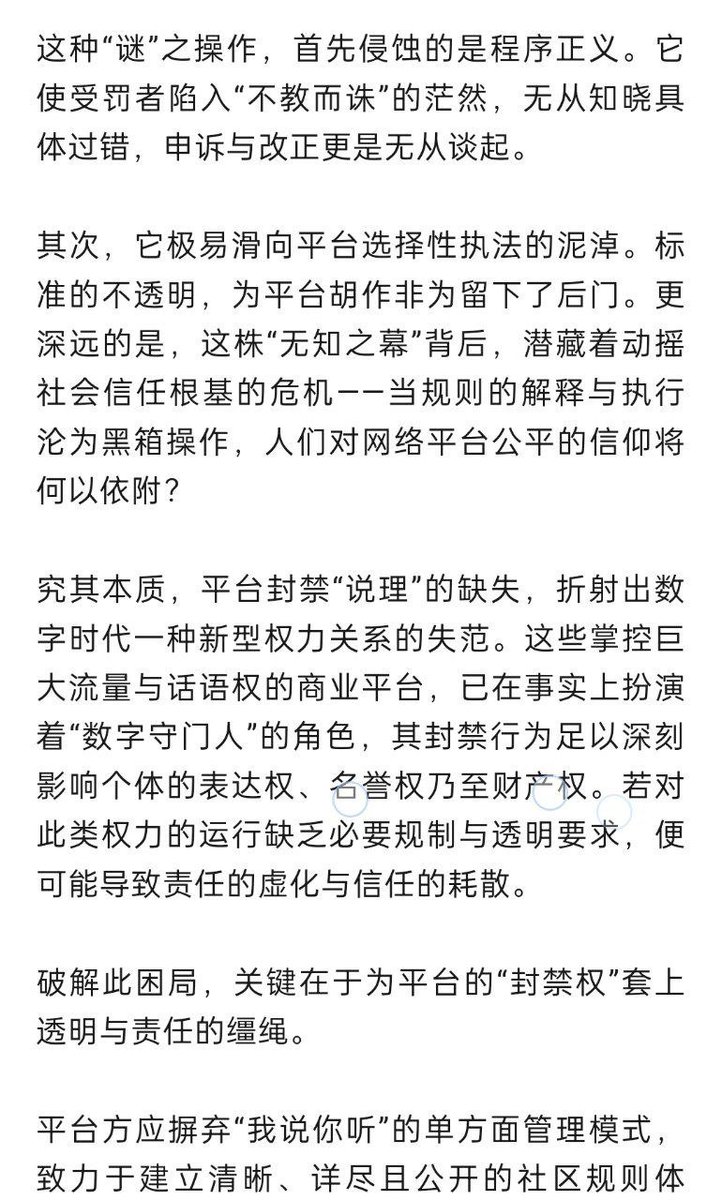 这种“谜”之操作，首先侵蚀的是程序正义。它
使受罚者陷入“不教而诛”的茫然，无从知晓具
体过错，申诉与改正更是无从谈起。
其次，它极易滑向平台选择性执法的泥淖。标
准的不透明，为平台胡作非为留下了后门。更
深远的是，这株“无知之幕”背后，潜藏着动摇
社会信任根基的危机——当规则的解释与执行
沦为黑箱操作，人们对网络平台公平的信仰将
何以依附？
究其本质，平台封禁“说理”的缺失，折射出数
字时代一种新型权力关系的失范。这些掌控巨
大流量与话语权的商业平台，已在事实上扮演
着“数字守门人”的角色，其封禁行为足以深刻
影响个体的表达权、名誉权乃至财产权。若对
此类权力的运行缺乏必要规制与透明要求，便
可能导致责任的虚化与信任的耗散。
破解此困局，关键在于为平台的“封禁权”套上
透明与责任的缰绳。
平台方应摒弃“我说你听”的单方面管理模式，
致力于建立清晰、详尽且公开的社区规则体